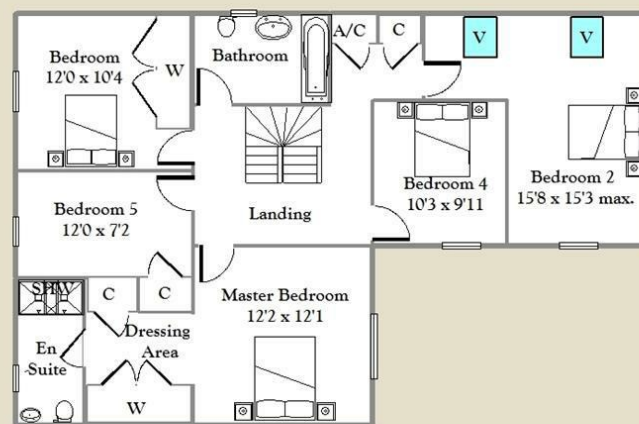 Bedroom
12'0 x 10'4
W
Bathroom
A/C
C
V
V
Bedroom 2
15'8 x 15'3 max.
Bedroom 4
10'3 x 9'11
Landing
Bedroom 5
12'0 x 7'2
SHW
C
C
Master Bedroom
12'2 x 12'1
Dressing
Area
En
Suite
W